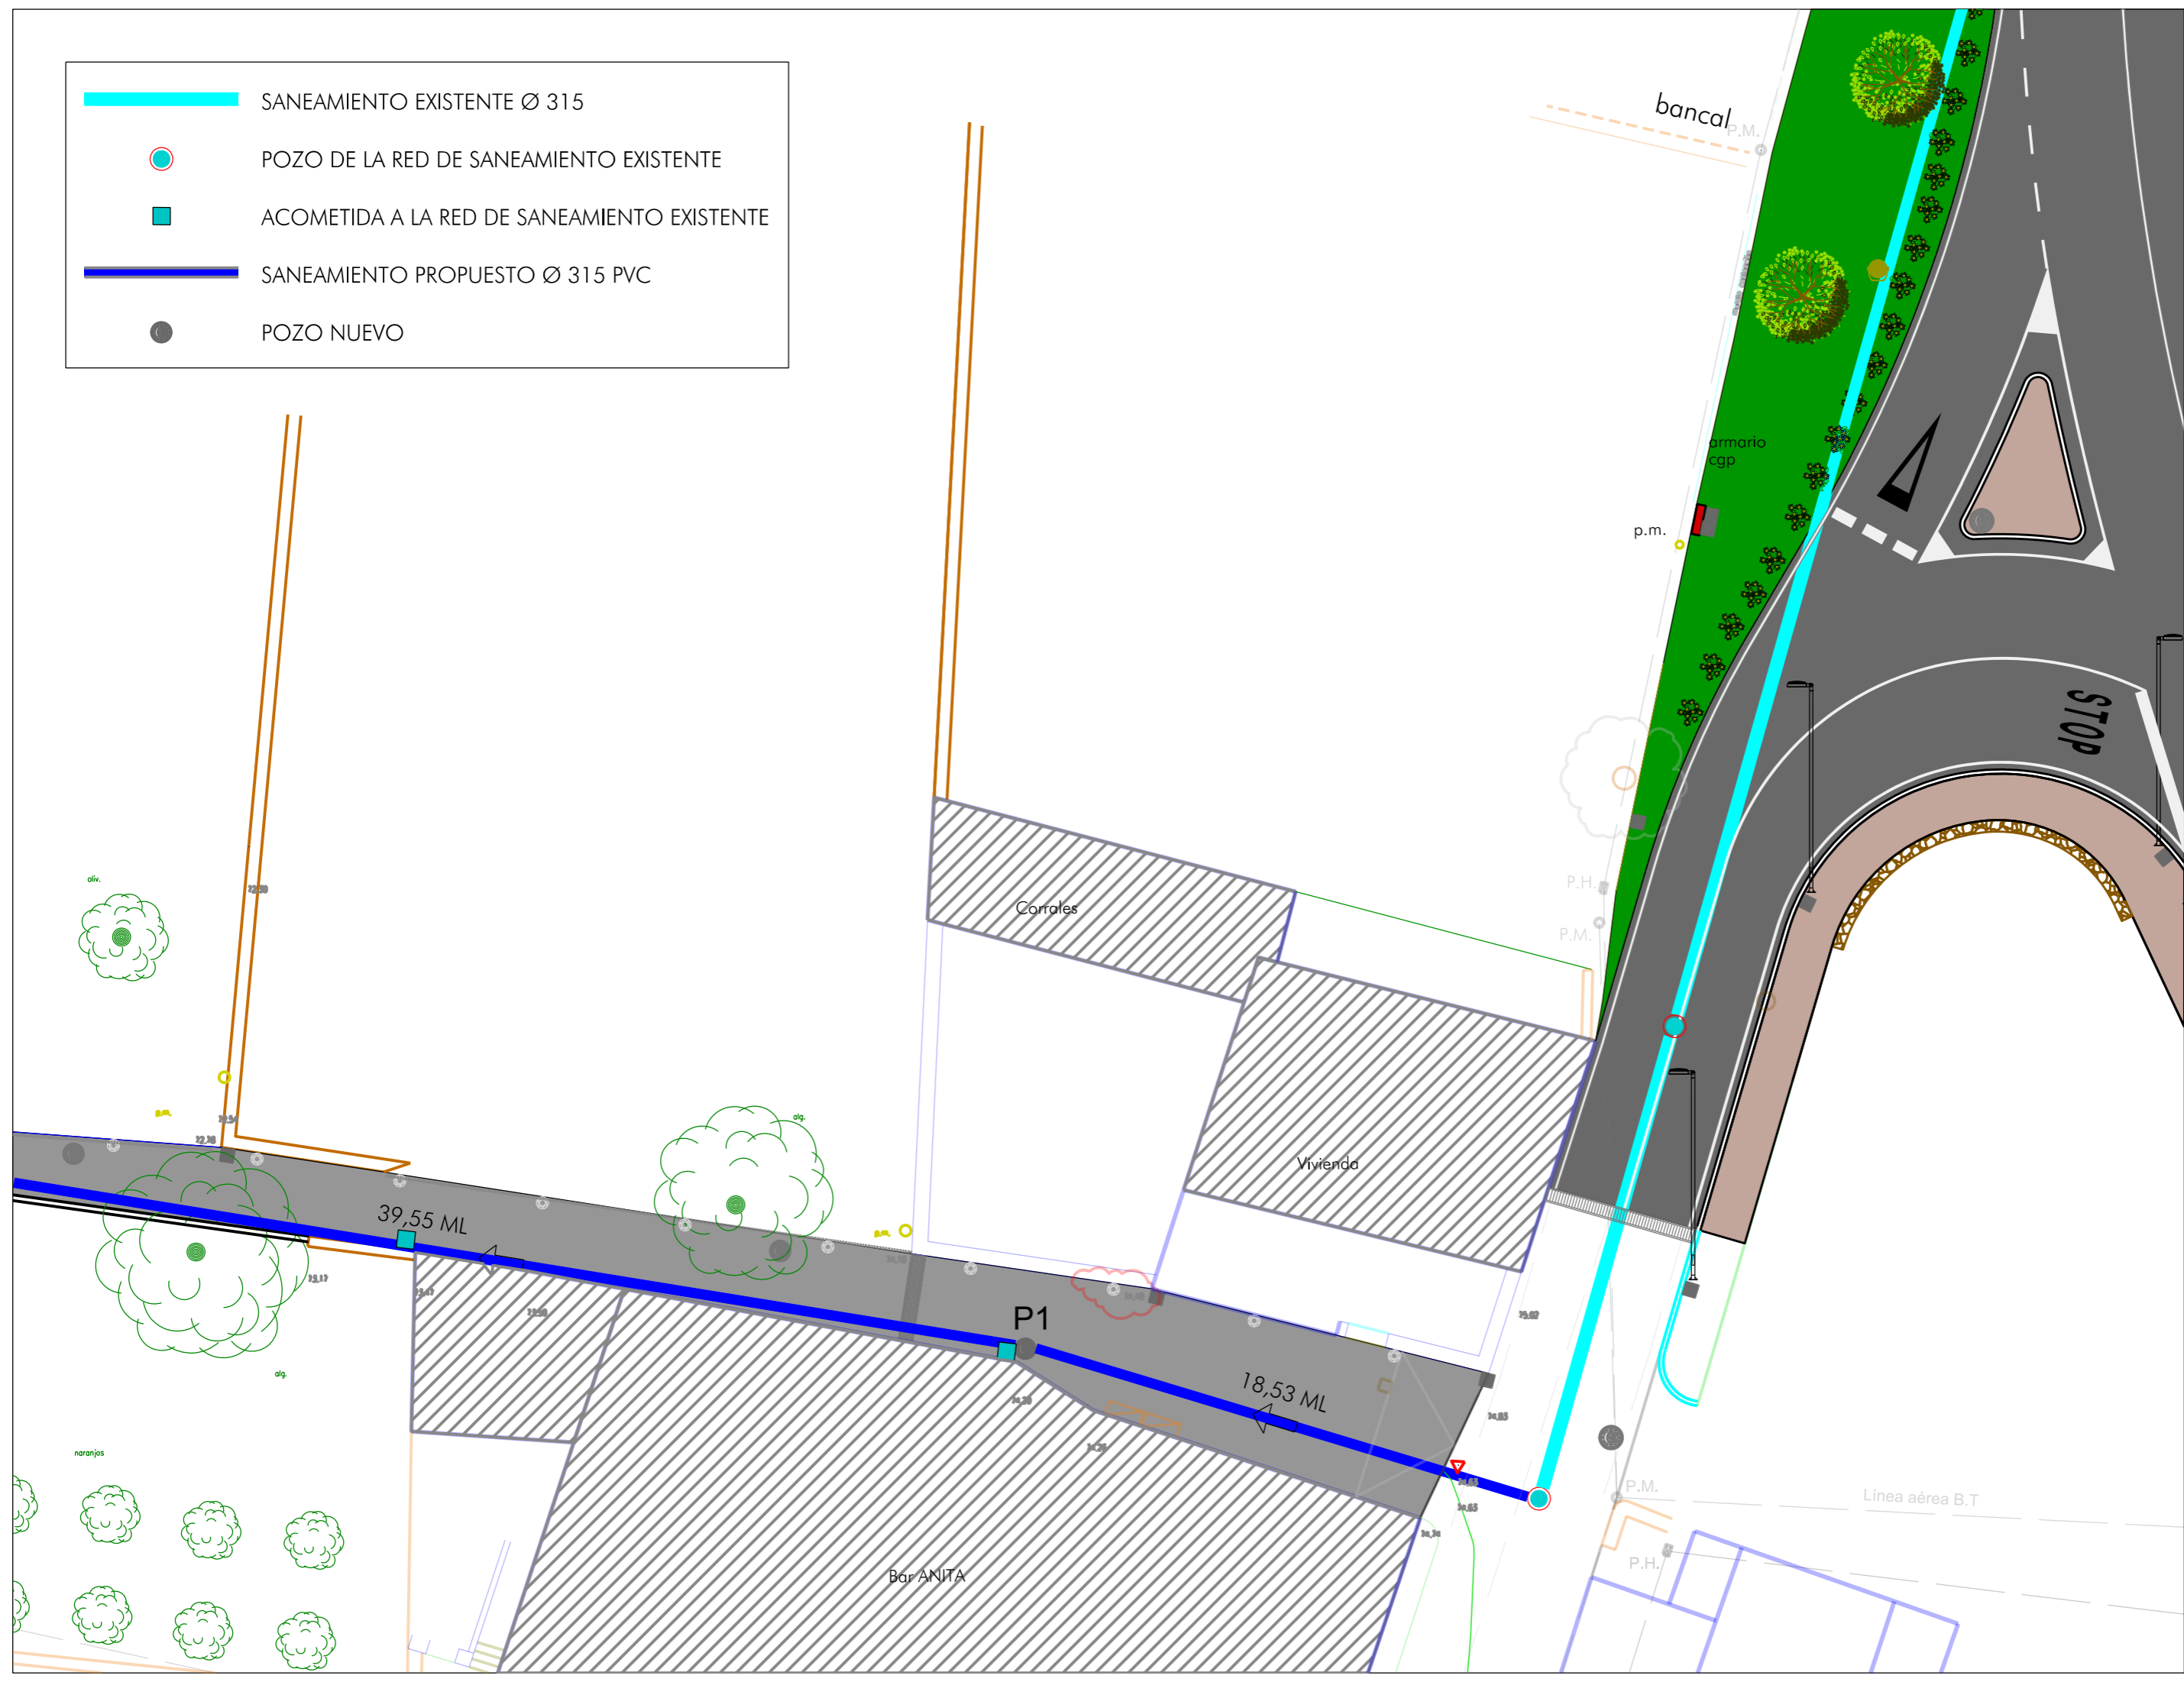 SANEAMIENTO EXISTENTE Ø 315
POZO DE LA RED DE SANEAMIENTO EXISTENTE
ACOMETIDA A LA RED DE SANEAMIENTO EXISTENTE
SANEAMIENTO PROPUESTO Ø 315 PVC
POZO NUEVO
bancal
P.M.
armario
cgp
p.m.
STOP
oliv.
P.H.
Corrales
P.M.
p.m.
alg.
Vivienda
39,55 ML
p.m.
P1
18,53 ML
alg.
naranjos
P.M.
Linea aérea B.T
P.H.
Bar ANITA